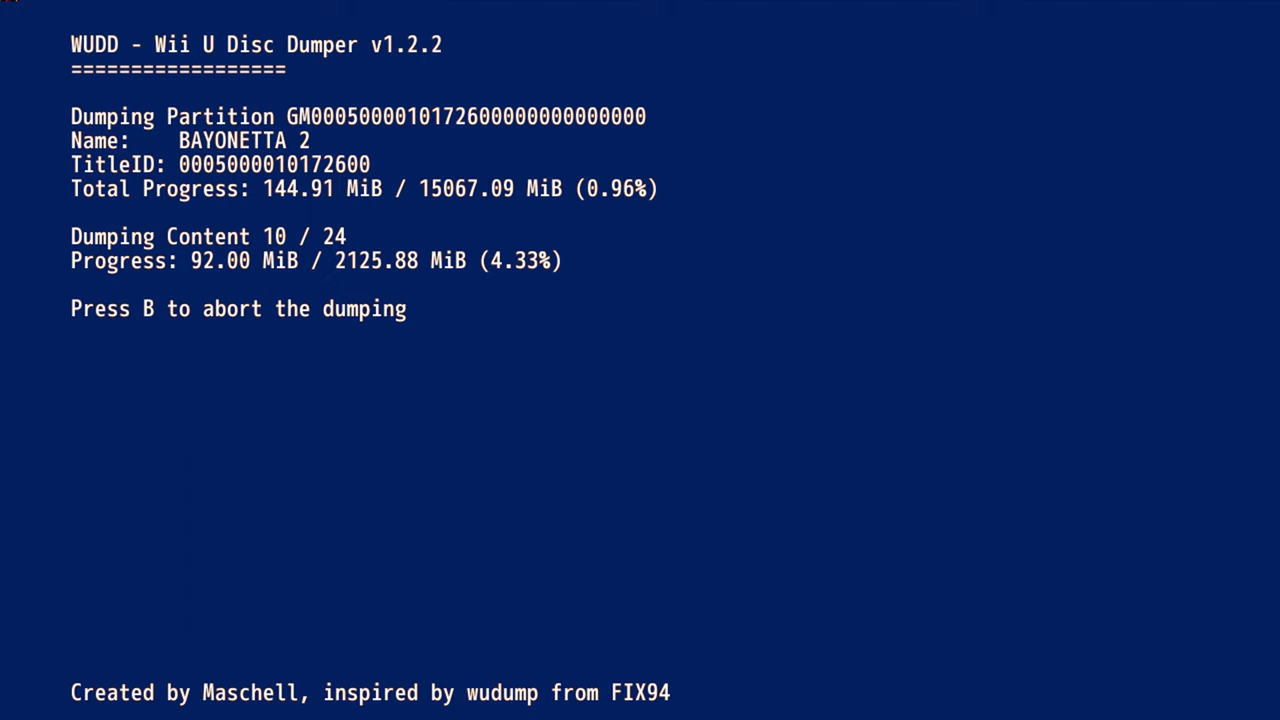 WUDD - Wii U Disc Dumper v1.2.2
==================
Dumping Partition GM000500001017260000000000000
Name: BAYONETTA 2
TitleID: 0005000010172600
Total Progress: 144.91 MiB / 15067.09 MiB (0.96%)
Dumping Content 10 / 24
Progress: 92.00 MiB / 2125.88 MiB (4.33%)
Press B to abort the dumping
Created by Maschell, inspired by wudump from FIX94